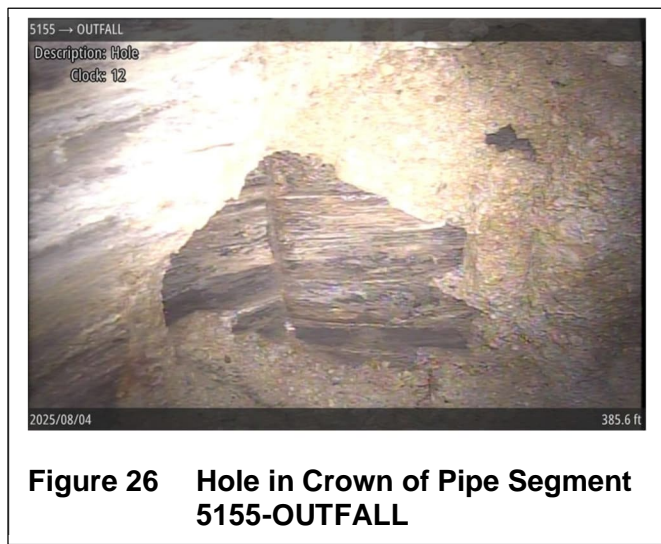 5155 → OUTFALL
Description: Hole
Clock: 12
2025/08/04 385.6 ft
Figure 26 Hole in Crown of Pipe Segment
5155-OUTFALL